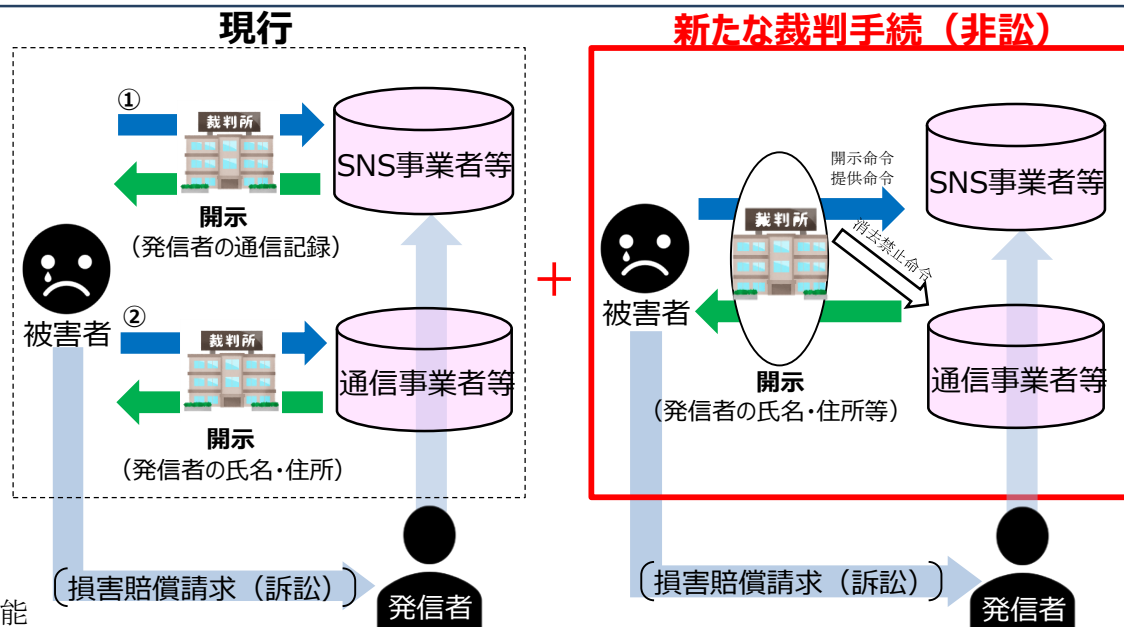 現行
①
裁判所
SNS事業者等
開示
（発信者の通信記録）
被害者
②
裁判所
通信事業者等
開示
（発信者の氏名・住所）
損害賠償請求（訴訟）
発信者
能
+
新たな裁判手続（非訟）
開示命令
提供命令
SNS事業者等
裁判所
消去禁止命令
被害者
通信事業者等
開示
（発信者の氏名・住所等）
損害賠償請求（訴訟）
発信者